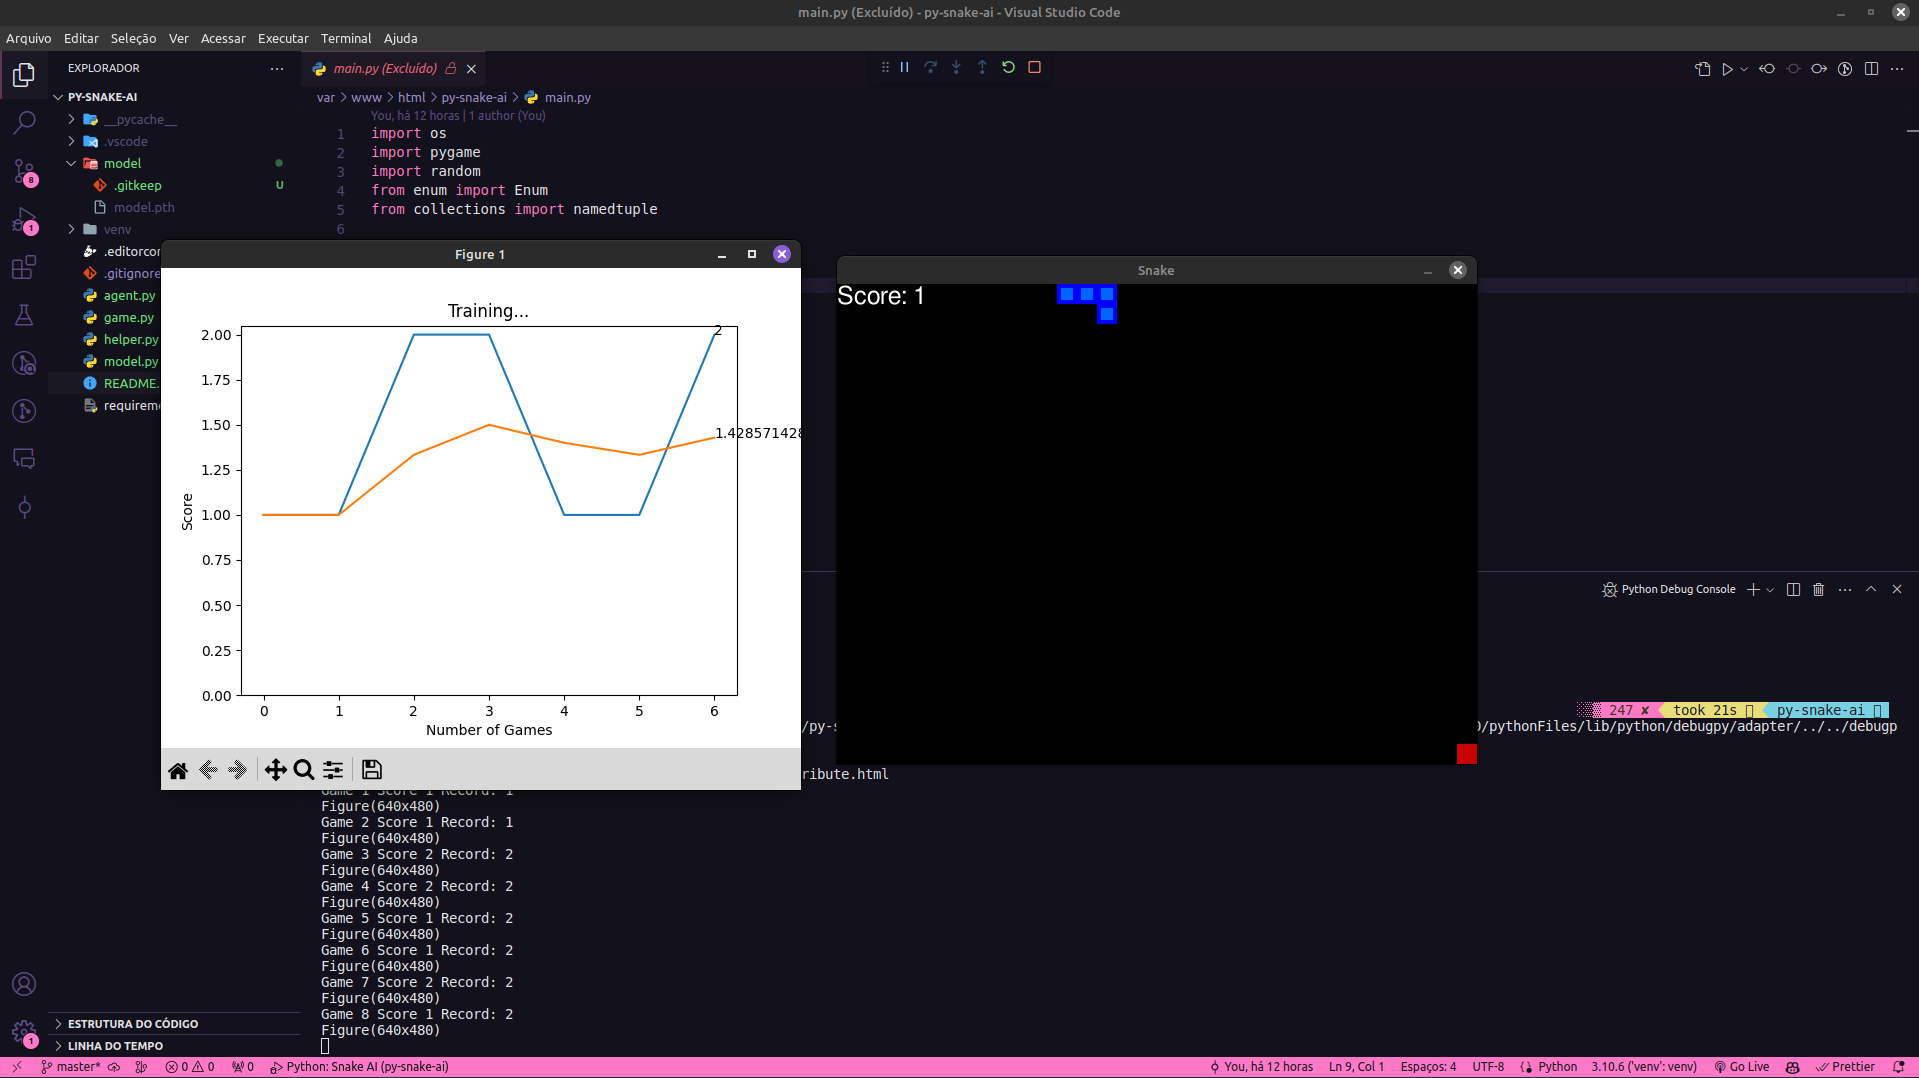 main.py (Excluído) - py-snake-ai - Visual Studio Code
Arquivo Editar Seleção Ver Acessar Executar Terminal Ajuda
EXPLORADOR
main.py (Excluído)
PY-SNAKE-AI
var > www > html > py-snake-ai > main.py
You, há 12 horas | 1 author (You)
__pycache__
.vscode
model
.gitkeep U
model.pth
venv
.editorcor
.gitignore
agent.py
game.py
helper.py
model.py
README.
requirem
8
1
1 import os
2 import pygame
3 import random
4 from enum import Enum
5 from collections import namedtuple
6
Figure 1
Training...
2.00
1.75
1.50
1.25
1.00
0.75
0.50
0.25
0.00
Score
2
1.428571428
0 1 2 3 4 5 6
Number of Games
Snake
Score: 1
Python Debug Console
247 ✘ took 21s py-snake-ai
/py-s
/pythonFiles/lib/python/debugpy/adapter/../../debugp
ribute.html
Game 1 Score 1 Record: 1
Figure(640x480)
Game 2 Score 1 Record: 1
Figure(640x480)
Game 3 Score 2 Record: 2
Figure(640x480)
Game 4 Score 2 Record: 2
Figure(640x480)
Game 5 Score 1 Record: 2
Figure(640x480)
Game 6 Score 1 Record: 2
Figure(640x480)
Game 7 Score 2 Record: 2
Figure(640x480)
Game 8 Score 1 Record: 2
Figure(640x480)
ESTRUTURA DO CÓDIGO
LINHA DO TEMPO
1
master* 0 0 0 Python: Snake AI (py-snake-ai) You, há 12 horas Ln 9, Col 1 Espaços: 4 UTF-8 Python 3.10.6 ('venv': venv) Go Live Prettier